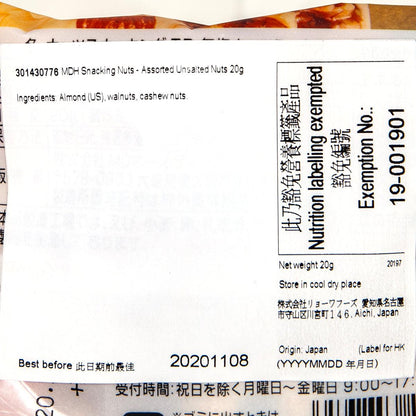 301430776 MDH Snacking Nuts - Assorted Unsalted Nuts 20g
Ingredients: Almond (US), walnuts, cashew nuts.
此乃豁免營養標籤產品
Nutrition labelling exempted
豁免編號
Exemption No.:
19-001901
Net weight 20g 20197
Store in cool dry place
株式会社リョーワフーズ 愛知県名古屋
市守山区川宮町146. Aichi, Japan
Origin: Japan (Label for HK
Best before 此日期前最佳 20201108 (YYYYMMDD 年月日)
受付時間:祝日を除く月曜日~金曜日 9:00~17: